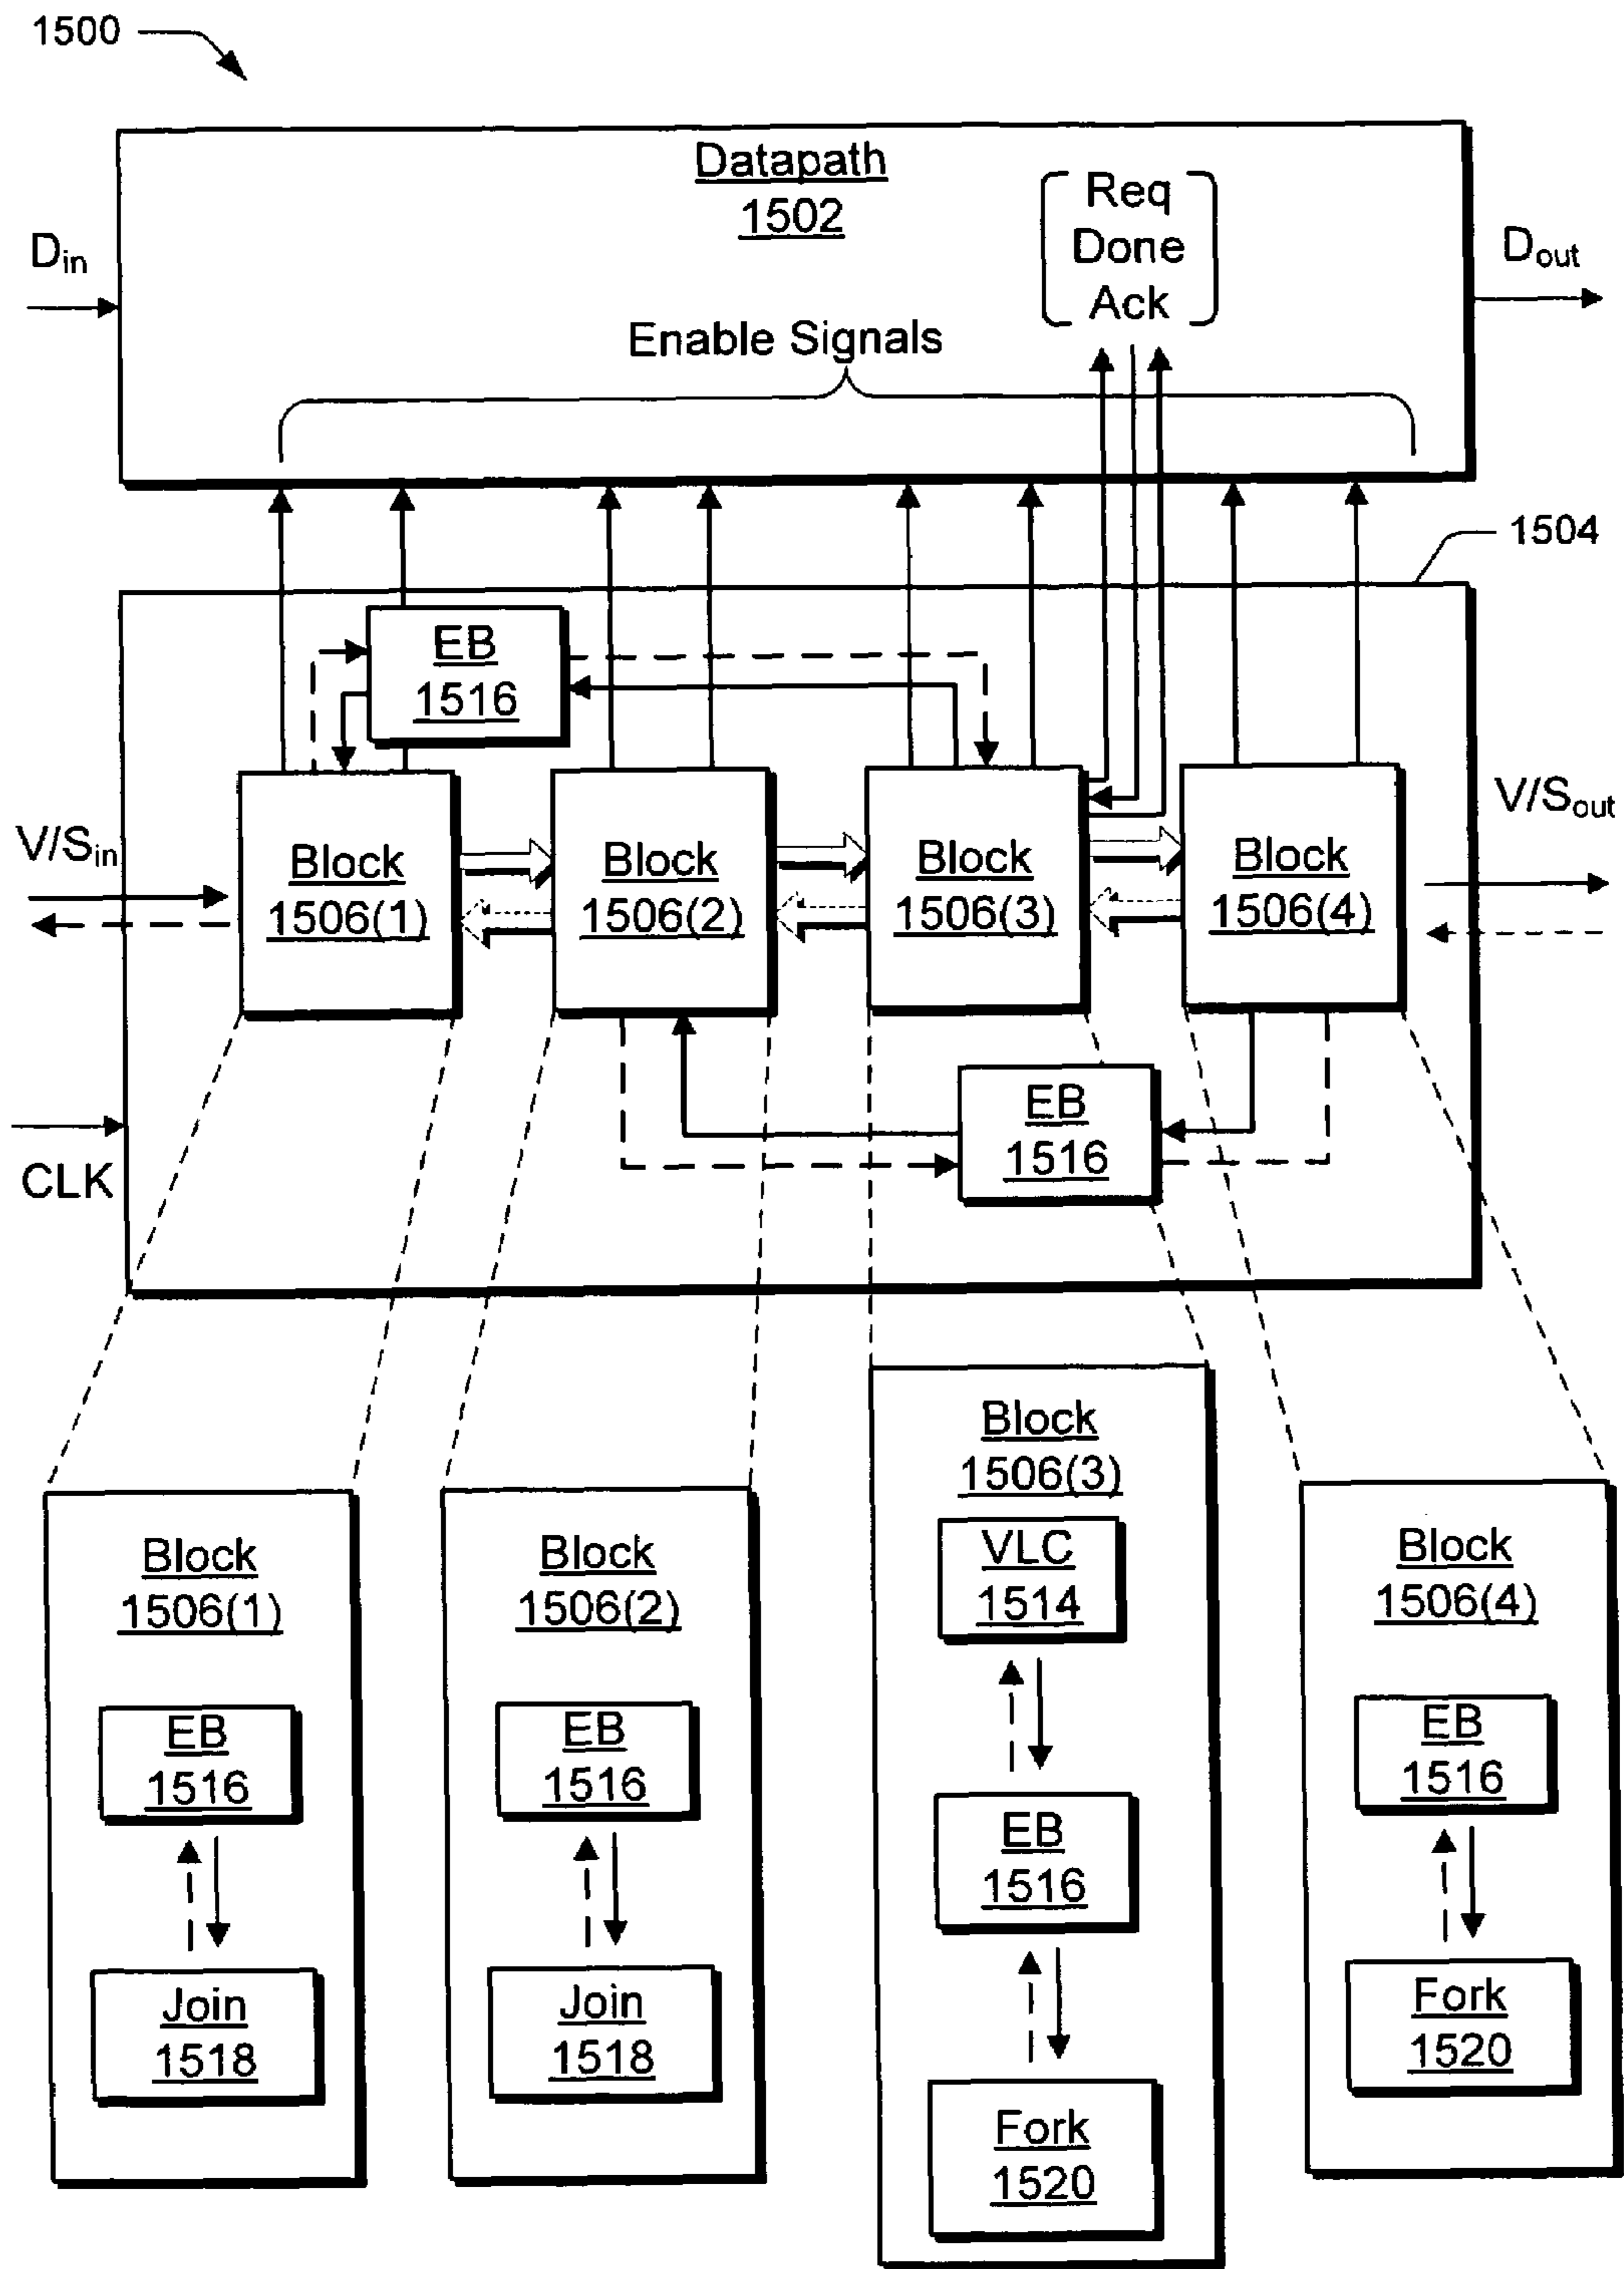 1500
Datapath
1502
Req
Done
Ack
Din
Dout
Enable Signals
1504
EB
1516
V/Sin
V/Sout
Block
1506(1)
Block
1506(2)
Block
1506(3)
Block
1506(4)
EB
1516
CLK
Block
1506(1)
EB
1516
Join
1518
Block
1506(2)
EB
1516
Join
1518
Block
1506(3)
VLC
1514
EB
1516
Fork
1520
Block
1506(4)
EB
1516
Fork
1520